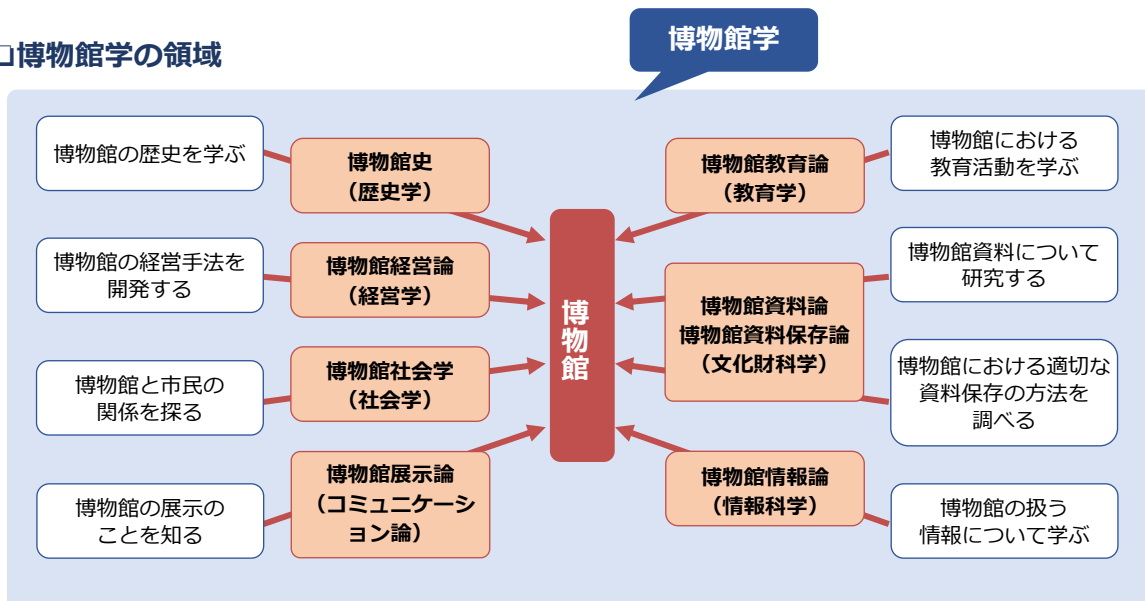 □博物館学の領域
博物館学
博物館の歴史を学ぶ
博物館史
（歴史学）
博物館の経営手法を
開発する
博物館経営論
（経営学）
博物館と市民の
関係を探る
博物館社会学
（社会学）
博物館の展示の
ことを知る
博物館展示論
（コミュニケーシ
ョン論）
博物館
博物館教育論
（教育学）
博物館における
教育活動を学ぶ
博物館資料論
博物館資料保存論
（文化財科学）
博物館資料について
研究する
博物館における適切な
資料保存の方法を
調べる
博物館情報論
（情報科学）
博物館の扱う
情報について学ぶ